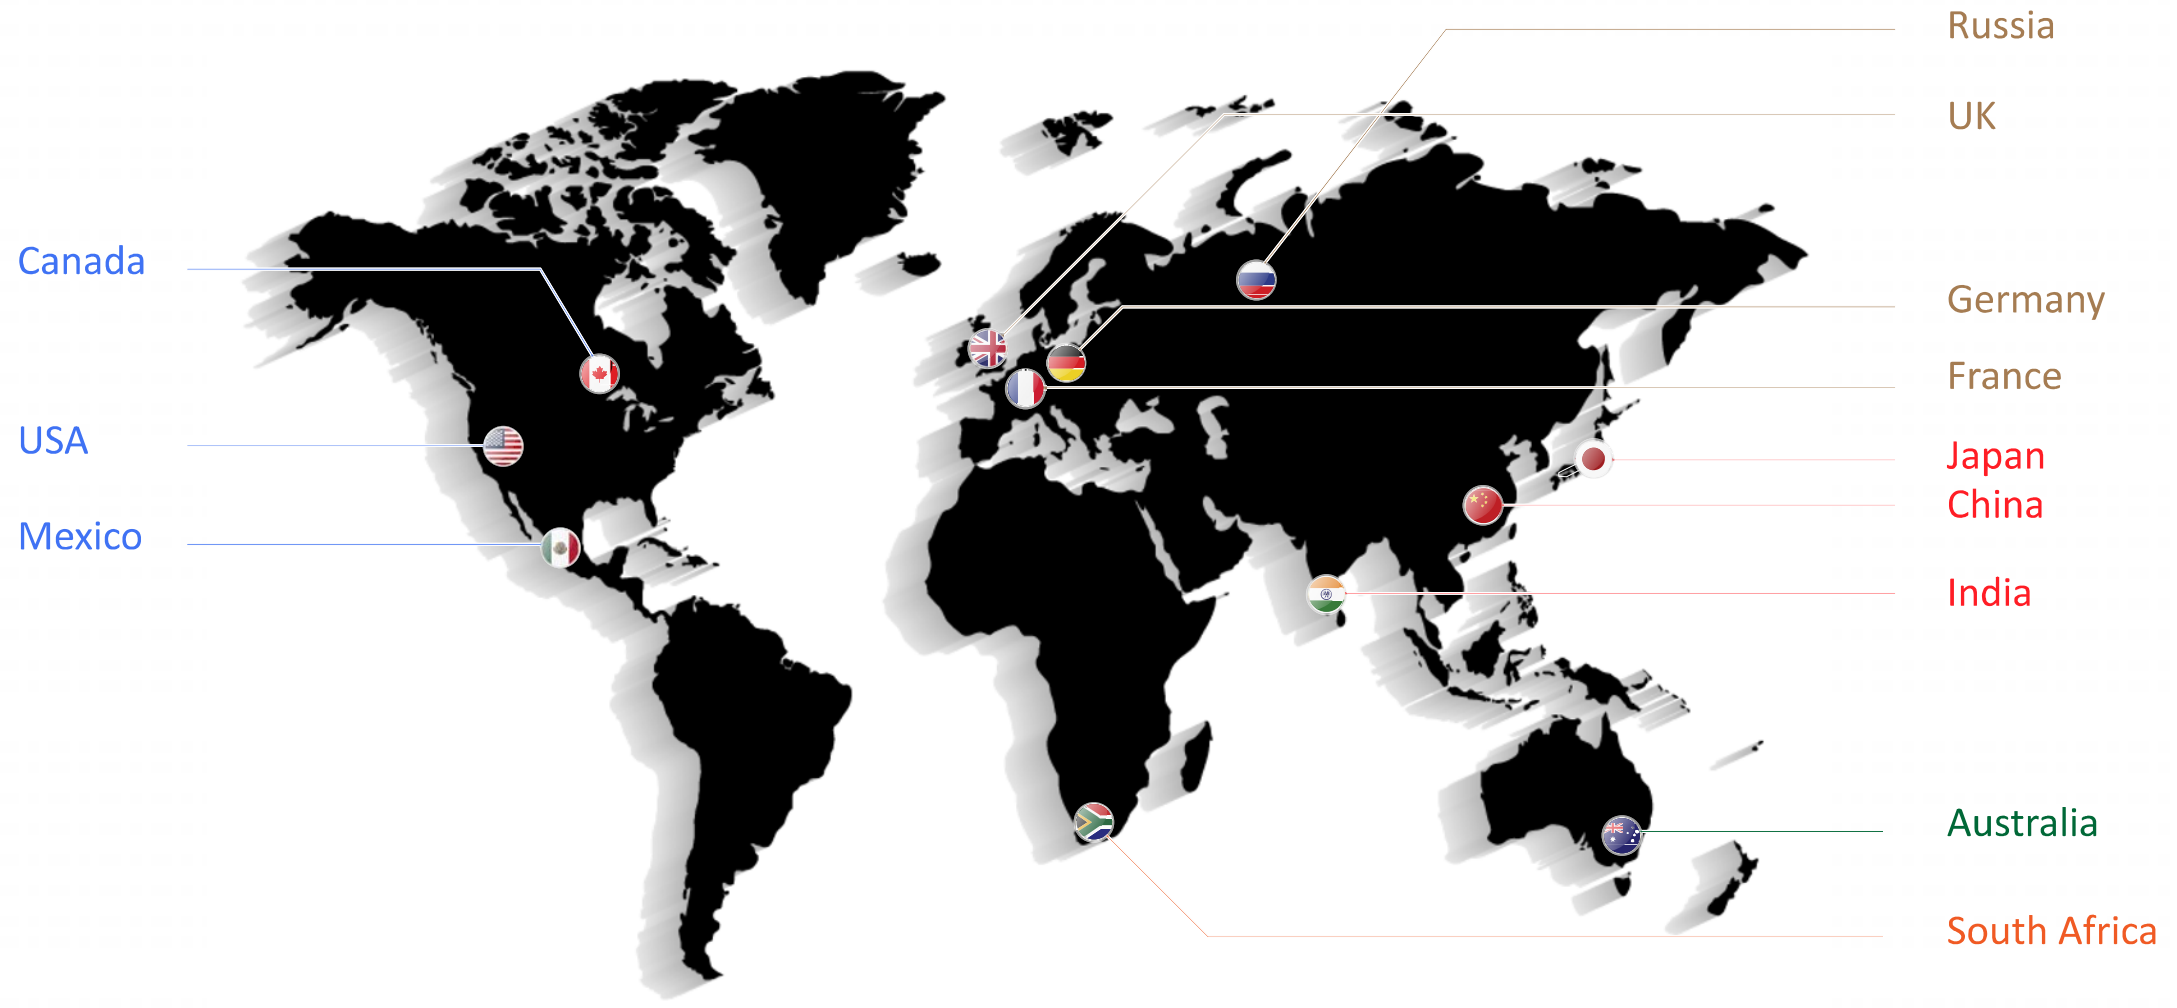 Russia
UK
Canada
Germany
France
USA
Japan
China
Mexico
India
Australia
South Africa